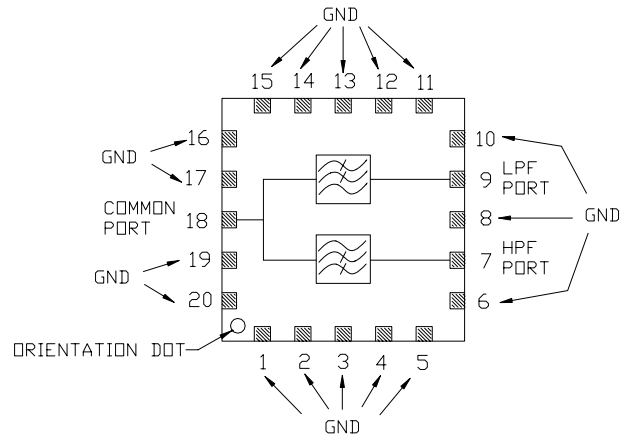 GND
15 14 13 12 11
16
10
GND
17
9 LPF
PORT
COMMON
PORT
18
8
GND
19
7 HPF
PORT
GND
20
6
ORIENTATION DOT
1 2 3 4 5
GND